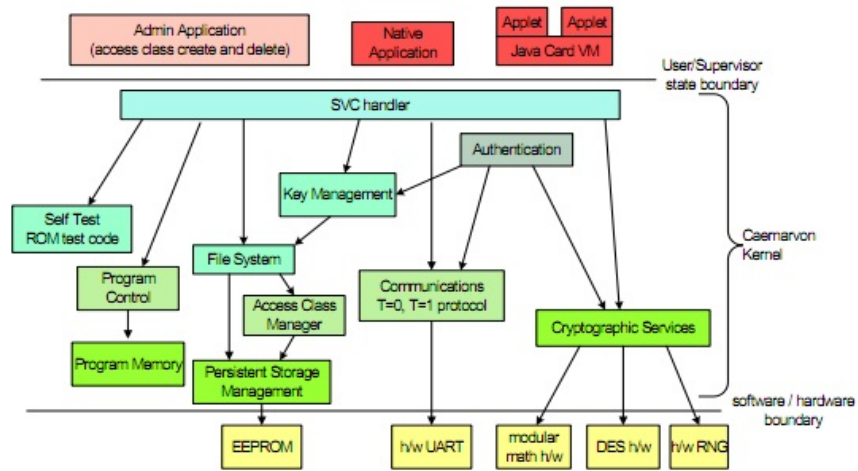 Admin Application
(access class create and delete)
Native
Application
Applet
Applet
Java Card VM
User/Supervisor
state boundary
SVC handler
Authentication
Key Management
Self Test
ROM test code
File System
Caernarvon
Kernel
Program
Control
Communications
T=0, T=1 protocol
Access Class
Manager
Cryptographic Services
Program Memory
Persistent Storage
Management
software / hardware
boundary
EEPROM
h/w UART
modular
math h/w
DES h/w
h/w RNG